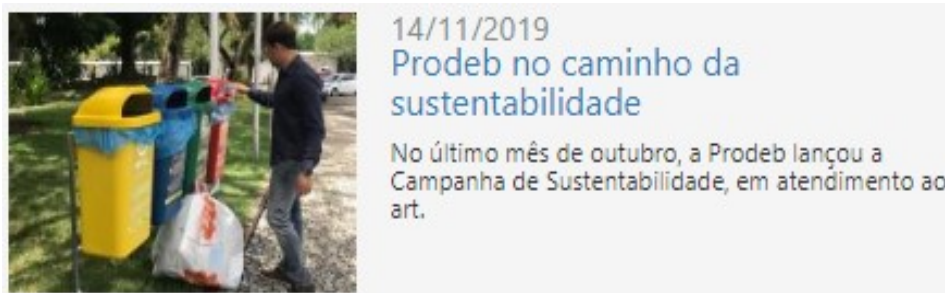 14/11/2019
Prodeb no caminho da
sustentabilidade
No último mês de outubro, a Prodeb lançou a
Campanha de Sustentabilidade, em atendimento ao
art.